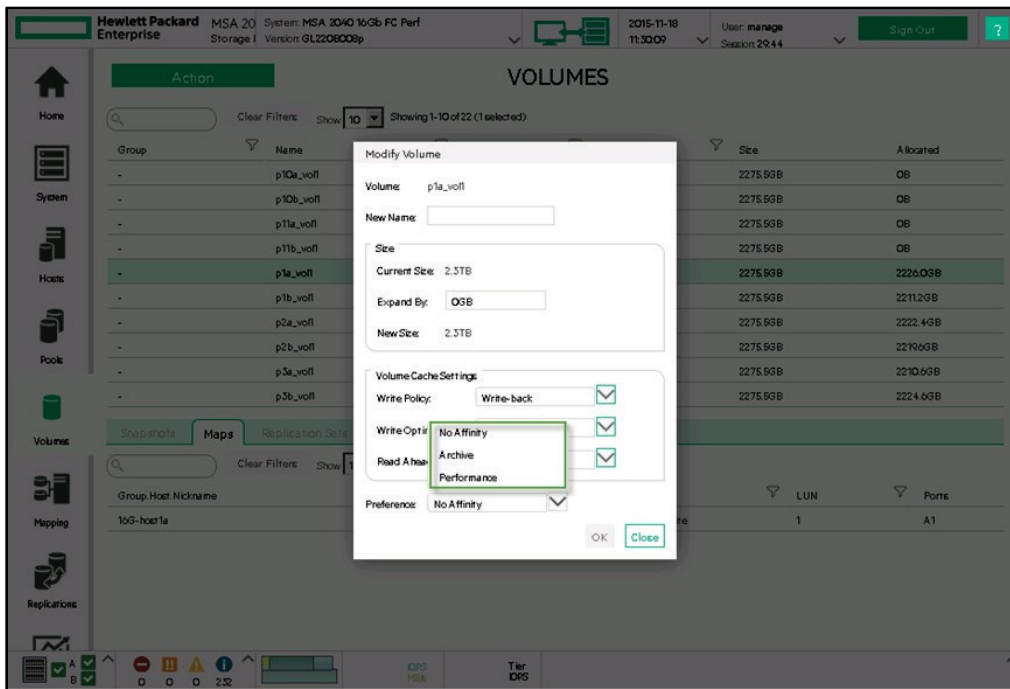 Hewlett Packard Enterprise
MSA 20
Storage
System: MSA 2040 16Gb FC Perf
Version: GL220B008p
2015-11-18
11:30:09
User: manage
Session: 29:44
Sign Out
?
Home
System
Hosts
Pools
Volumes
Mapping
Replications
Action
VOLUMES
Clear Filters
Show 10
Showing 1-10 of 22 (1 selected)
Group Name Size Allocated
- p10a_vol1 2275.5GB 0B
- p10b_vol1 2275.5GB 0B
- p11a_vol1 2275.5GB 0B
- p11b_vol1 2275.5GB 0B
- p1a_vol1 2275.5GB 2226.0GB
- p1b_vol1 2275.5GB 2211.2GB
- p2a_vol1 2275.5GB 2222.4GB
- p2b_vol1 2275.5GB 2219.6GB
- p3a_vol1 2275.5GB 2210.6GB
- p3b_vol1 2275.5GB 2224.6GB
Snapshots Maps Replication Sets
Clear Filters Show 1
Group.Host.Nickname LUN Ports
16G-host1a 1 A1
Modify Volume
Volume: p1a_vol1
New Name:
Size
Current Size: 2.3TB
Expand By: 0GB
New Size: 2.3TB
Volume Cache Settings
Write Policy: Write-back
Write Optim
Read Ahea
No Affinity
Archive
Performance
Preference: No Affinity
OK Close
A
B
0 0 0 232
IOPS
MB/s
Tier
IOPS